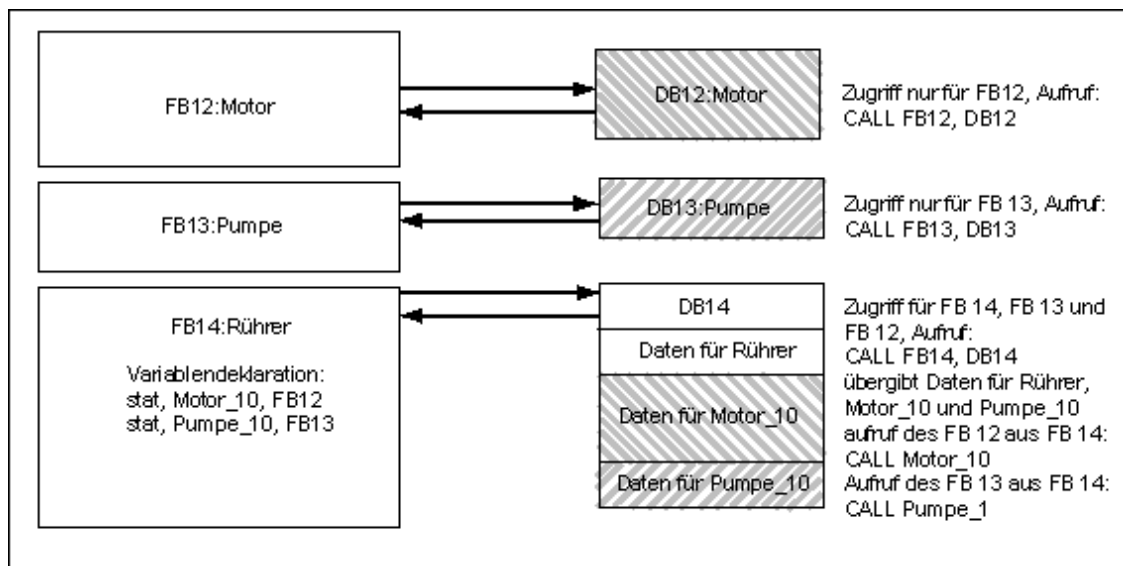 FB12:Motor
DB12:Motor
Zugriff nur für FB12, Aufruf:
CALL FB12, DB12
FB13:Pumpe
DB13:Pumpe
Zugriff nur für FB 13, Aufruf:
CALL FB13, DB13
FB14:Rührer
Variablendeklaration:
stat, Motor_10, FB12
stat, Pumpe_10, FB13
DB14
Daten für Rührer
Daten für Motor_10
Daten für Pumpe_10
Zugriff für FB 14, FB 13 und
FB 12, Aufruf:
CALL FB14, DB14
übergibt Daten für Rührer,
Motor_10 und Pumpe_10
aufruf des FB 12 aus FB 14:
CALL Motor_10
Aufruf des FB 13 aus FB 14:
CALL Pumpe_1